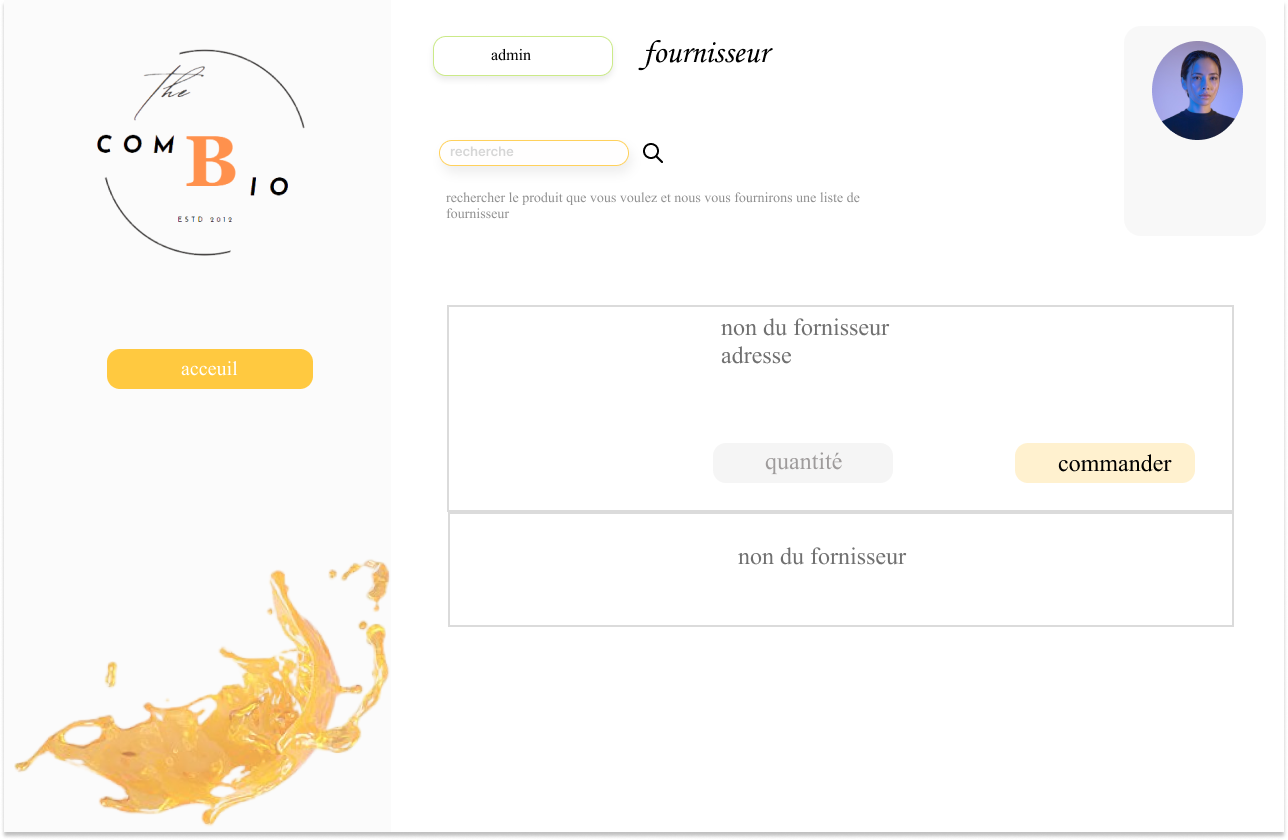 the
COM
B
IO
ESTD 2012
acceuil
admin
fournisseur
recherche
rechercher le produit que vous voulez et nous vous fournirons une liste de
fournisseur
non du fornisseur
adresse
quantité
commander
non du fornisseur